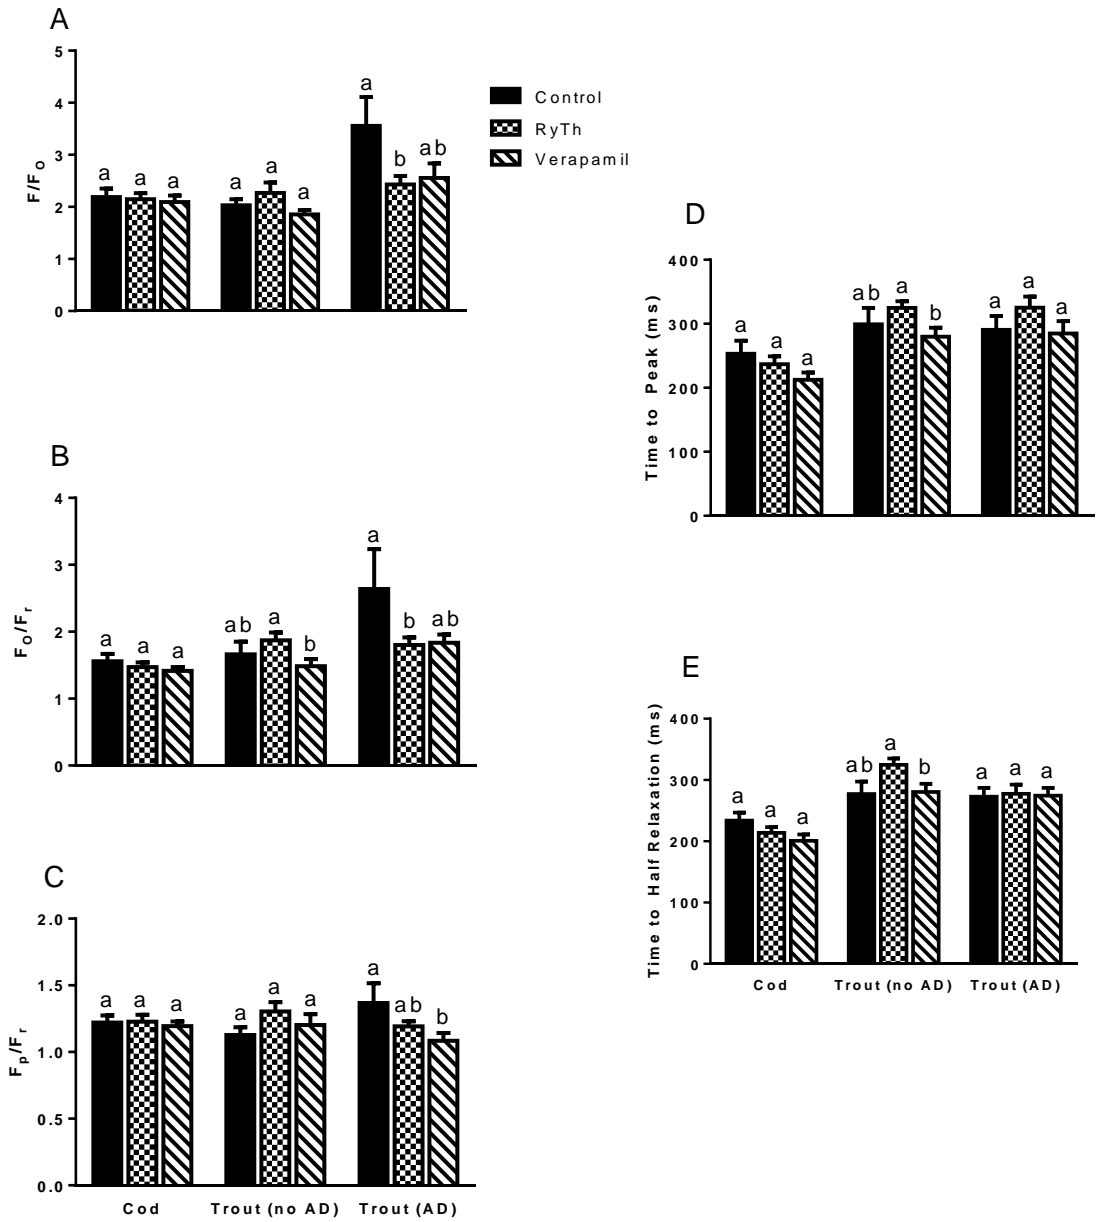 A
F/FO
5
4
3
2
1
0
a
a
a
a
a
a
a
b
ab
Control
RyTh
Verapamil
B
FO/Fr
4
3
2
1
0
a
a
a
ab
a
b
a
b
ab
C
Fp/Fr
2.0
1.5
1.0
0.5
0.0
a
a
a
a
a
a
a
ab
b
Cod
Trout (no AD)
Trout (AD)
D
Time to Peak (ms)
400
300
200
100
0
a
a
a
ab
a
b
a
a
a
E
Time to Half Relaxation (ms)
400
300
200
100
0
a
a
a
ab
a
b
a
a
a
Cod
Trout (no AD)
Trout (AD)